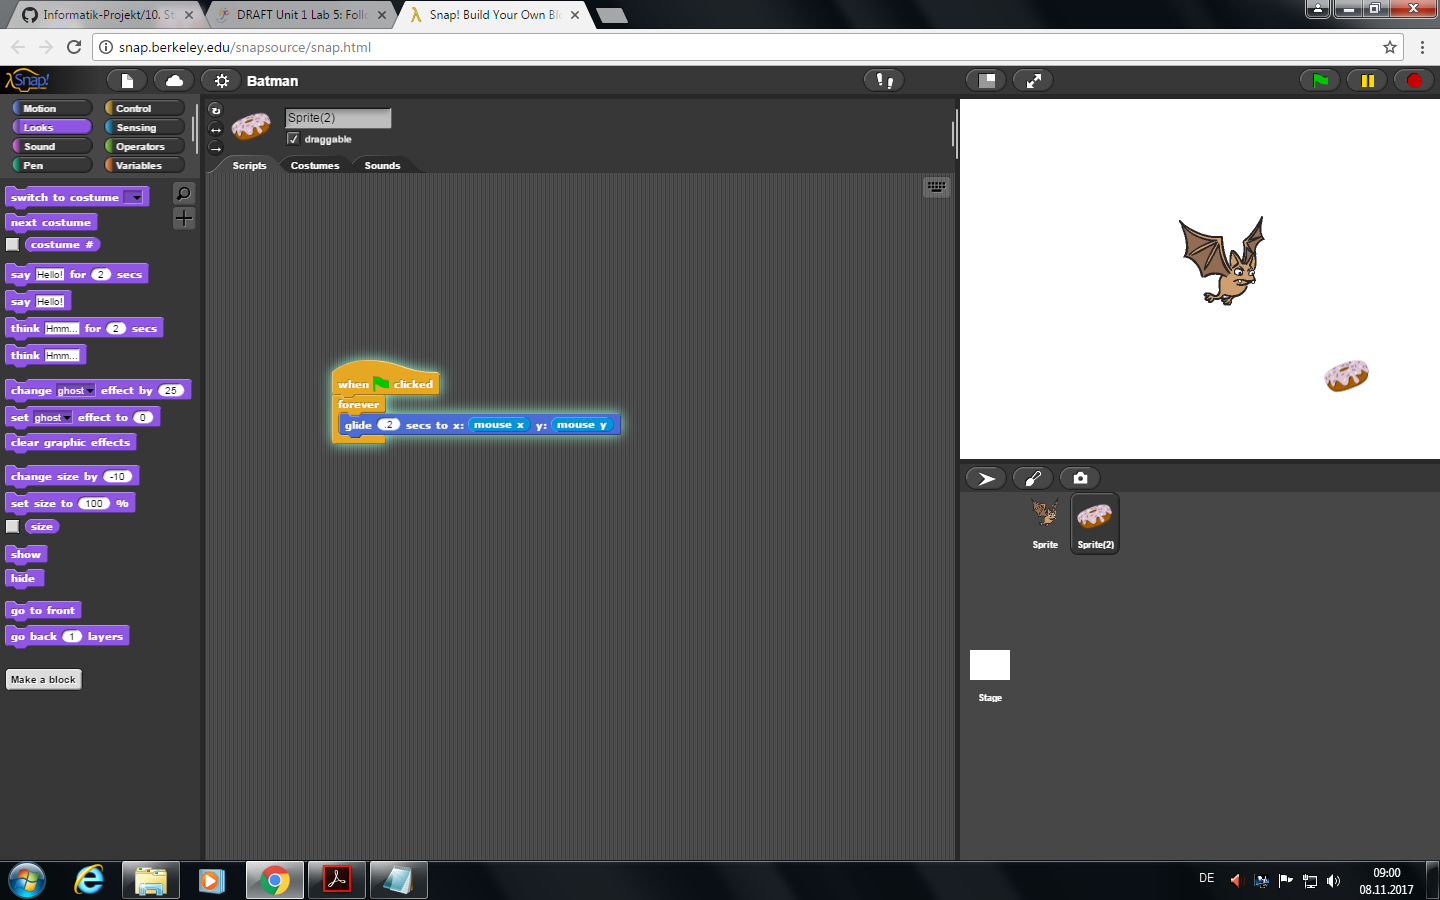 Informatik-Projekt/10. St
DRAFT Unit 1 Lab 5: Follo
Snap! Build Your Own Blo
snap.berkeley.edu/snapsource/snap.html
Snap!
Batman
Motion
Control
Looks
Sensing
Sound
Operators
Pen
Variables
Sprite(2)
draggable
Scripts
Costumes
Sounds
switch to costume
next costume
costume #
say Hello! for 2 secs
say Hello!
think Hmm... for 2 secs
think Hmm...
change ghost effect by 25
set ghost effect to 0
clear graphic effects
change size by -10
set size to 100 %
size
show
hide
go to front
go back 1 layers
Make a block
when clicked
forever
glide .2 secs to x: mouse x y: mouse y
Sprite
Sprite(2)
Stage
DE
09:00
08.11.2017